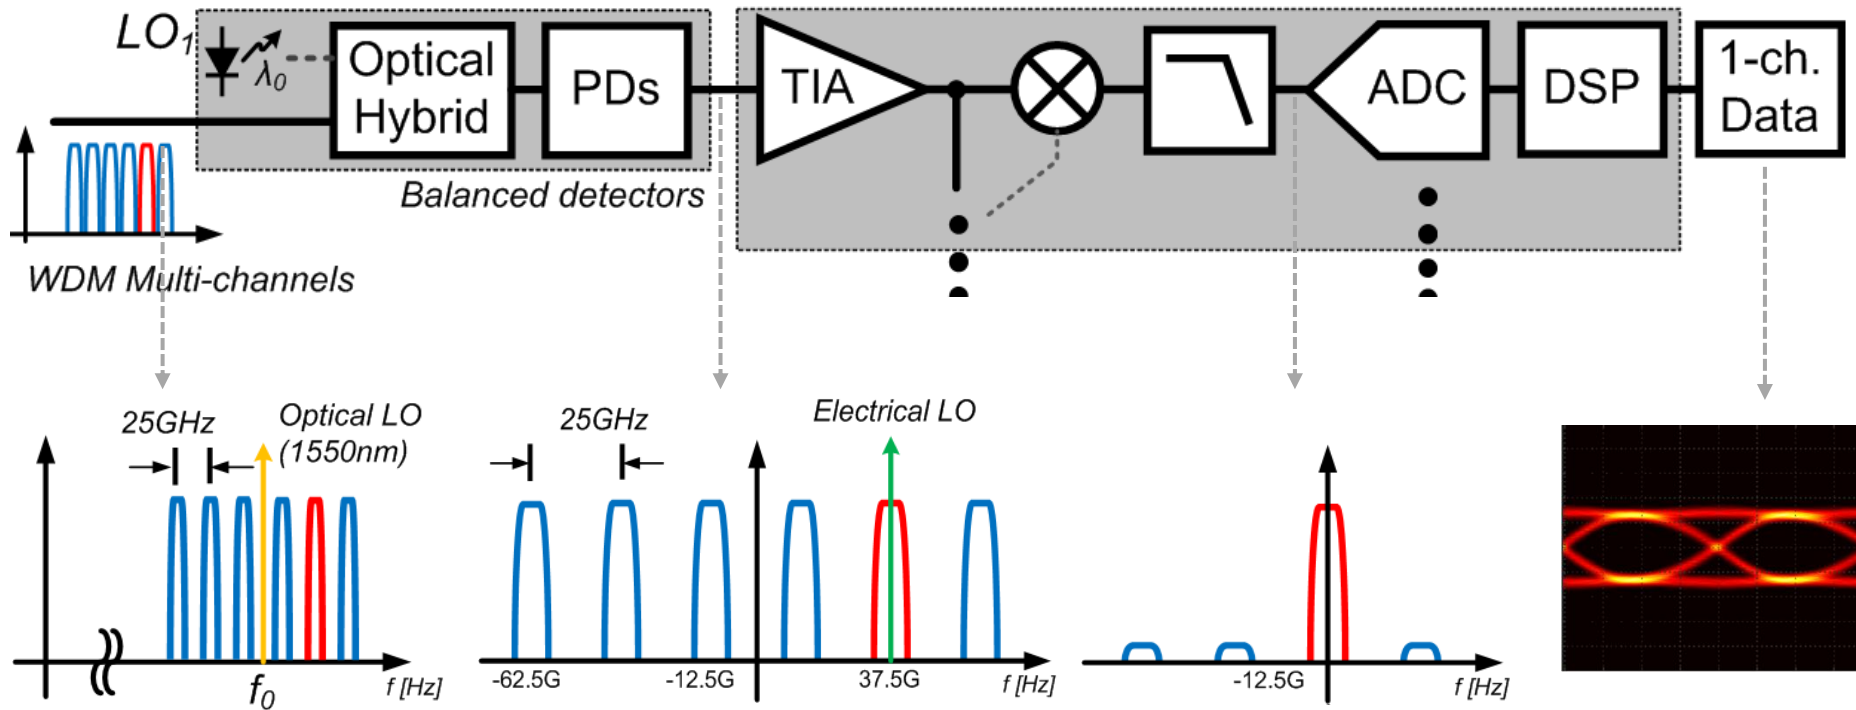 LO1
λ0
Optical
Hybrid
PDs
TIA
ADC
DSP
1-ch.
Data
Balanced detectors
WDM Multi-channels
25GHz
Optical LO
(1550nm)
f0
f [Hz]
25GHz
Electrical LO
-62.5G
-12.5G
37.5G
f [Hz]
-12.5G
f [Hz]